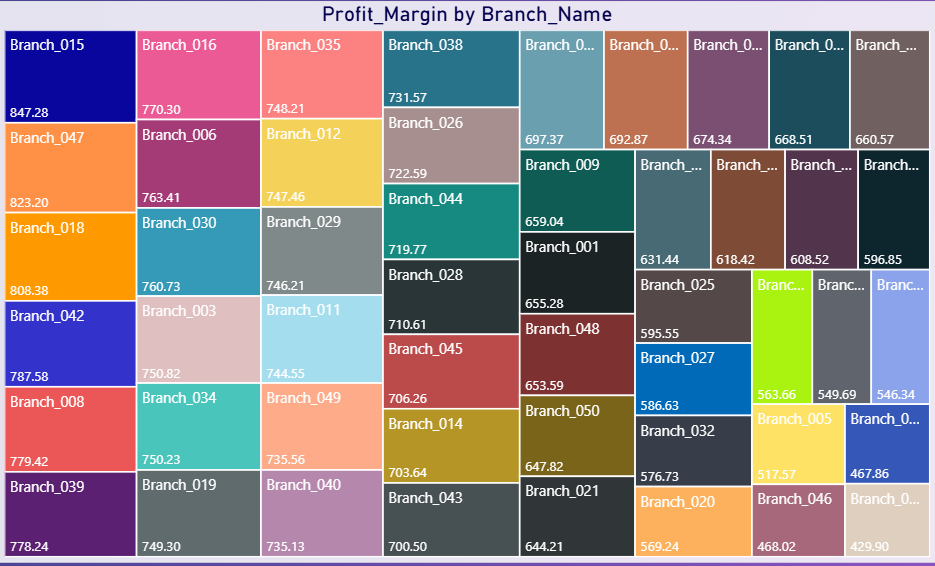 Profit_Margin by Branch_Name
Branch_015
847.28
Branch_047
823.20
Branch_018
808.38
Branch_042
787.58
Branch_008
779.42
Branch_039
778.24
Branch_016
770.30
Branch_006
763.41
Branch_030
760.73
Branch_003
750.82
Branch_034
750.23
Branch_019
749.30
Branch_035
748.21
Branch_012
747.46
Branch_029
746.21
Branch_011
744.55
Branch_049
735.56
Branch_040
735.13
Branch_038
731.57
Branch_026
722.59
Branch_044
719.77
Branch_028
710.61
Branch_045
706.26
Branch_014
703.64
Branch_043
700.50
Branch_0...
697.37
Branch_0...
692.87
Branch_0...
674.34
Branch_0...
668.51
Branch_...
660.57
Branch_009
659.04
Branch_001
655.28
Branch_048
653.59
Branch_050
647.82
Branch_021
644.21
Branch_...
631.44
Branch_...
618.42
Branch_...
608.52
Branch...
596.85
Branch_025
595.55
Branch_027
586.63
Branch_032
576.73
Branch_020
569.24
Branc...
563.66
Branc...
549.69
Branc...
546.34
Branch_005
517.57
Branch_046
468.02
Branch_0...
467.86
Branch_0...
429.90